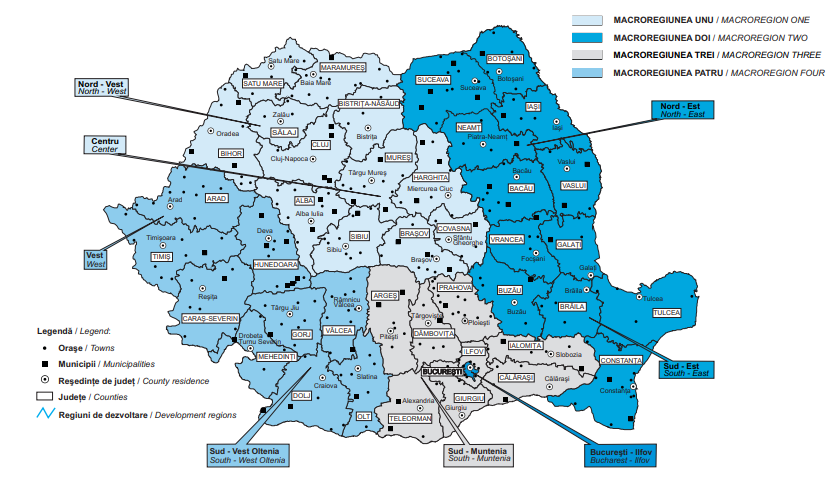 MACROREGIUNEA UNU / MACROREGION ONE
MACROREGIUNEA DOI / MACROREGION TWO
MACROREGIUNEA TREI / MACROREGION THREE
MACROREGIUNEA PATRU / MACROREGION FOUR
Nord - Vest
North - West
Centru
Center
Vest
West
Nord - Est
North - East
Sud - Est
South - East
Sud - Vest Oltenia
South - West Oltenia
Sud - Muntenia
South - Muntenia
Bucureşti - Ilfov
Bucharest - Ilfov
Satu Mare
SATU MARE
MARAMUREŞ
Baia Mare
BISTRIŢA-NĂSĂUD
Bistriţa
Zalău
SĂLAJ
Oradea
BIHOR
CLUJ
Cluj-Napoca
MUREŞ
Târgu Mureş
HARGHITA
Miercurea Ciuc
ALBA
Alba Iulia
SIBIU
Sibiu
BRAŞOV
Braşov
COVASNA
Sfântu
Gheorghe
SUCEAVA
Suceava
BOTOŞANI
Botoşani
IAŞI
Iaşi
NEAMŢ
Piatra-Neamţ
BACĂU
Bacău
VASLUI
Vaslui
ARAD
Arad
TIMIŞ
Timişoara
Deva
HUNEDOARA
Reşiţa
CARAŞ-SEVERIN
Târgu Jiu
GORJ
Râmnicu
Vâlcea
VÂLCEA
Drobeta
Turnu Severin
MEHEDINŢI
Craiova
DOLJ
Slatina
OLT
ARGEŞ
Piteşti
PRAHOVA
Ploieşti
Târgovişte
DÂMBOVIŢA
ILFOV
BUCUREŞTI
IALOMIŢA
Slobozia
CĂLĂRAŞI
Călăraşi
GIURGIU
Giurgiu
Alexandria
TELEORMAN
VRANCEA
Focşani
GALAŢI
Galaţi
BUZĂU
Buzău
BRĂILA
Brăila
TULCEA
Tulcea
CONSTANŢA
Constanţa
Legendă / Legend:
Oraşe / Towns
Municipii / Municipalities
Reşedinţe de judeţ / County residence
Judeţe / Counties
Regiuni de dezvoltare / Development regions